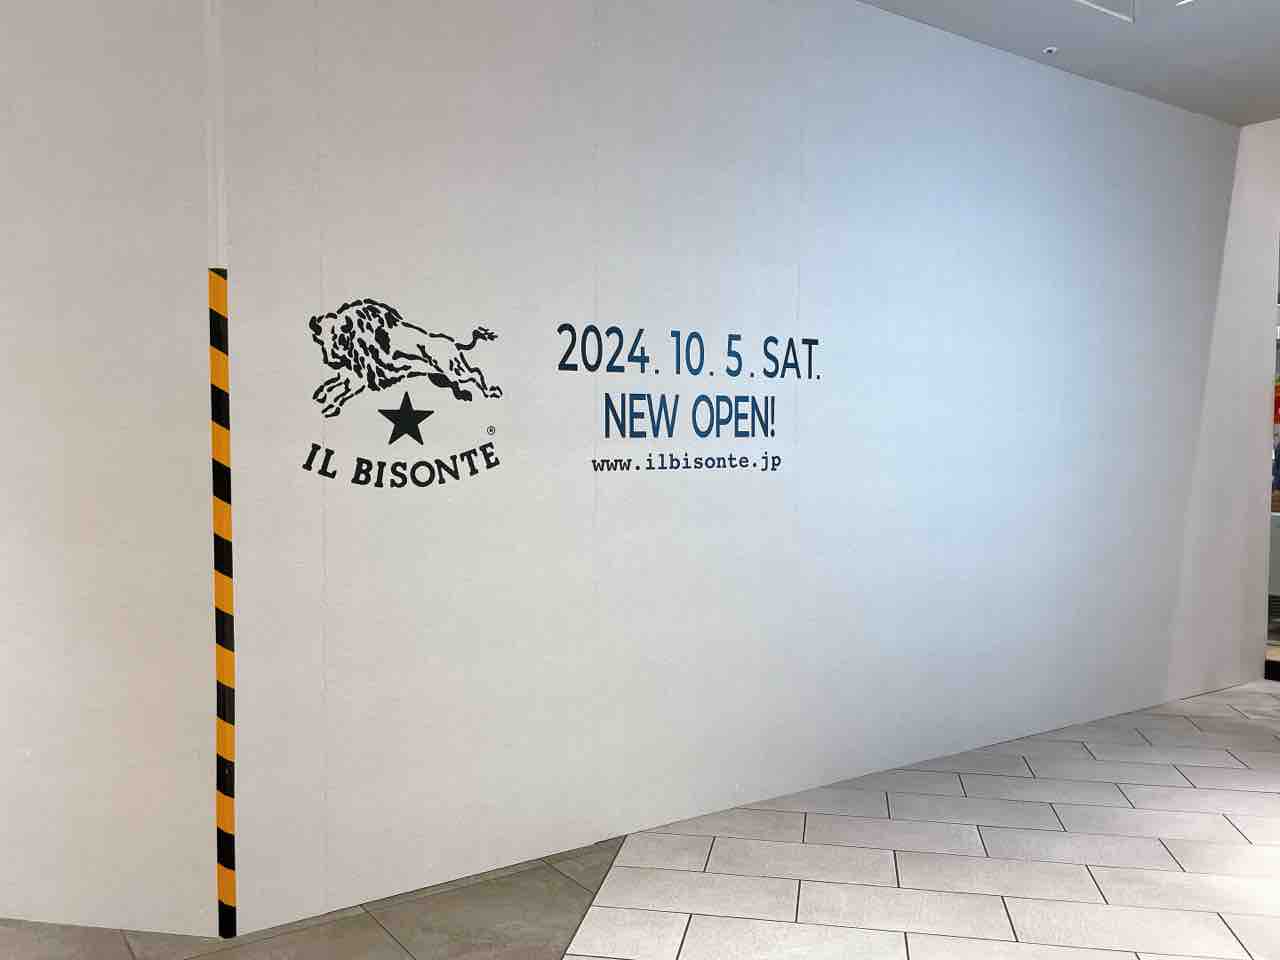 IL BISONTE®
2024.10.5.SAT.
NEW OPEN!
www.ilbisonte.jp